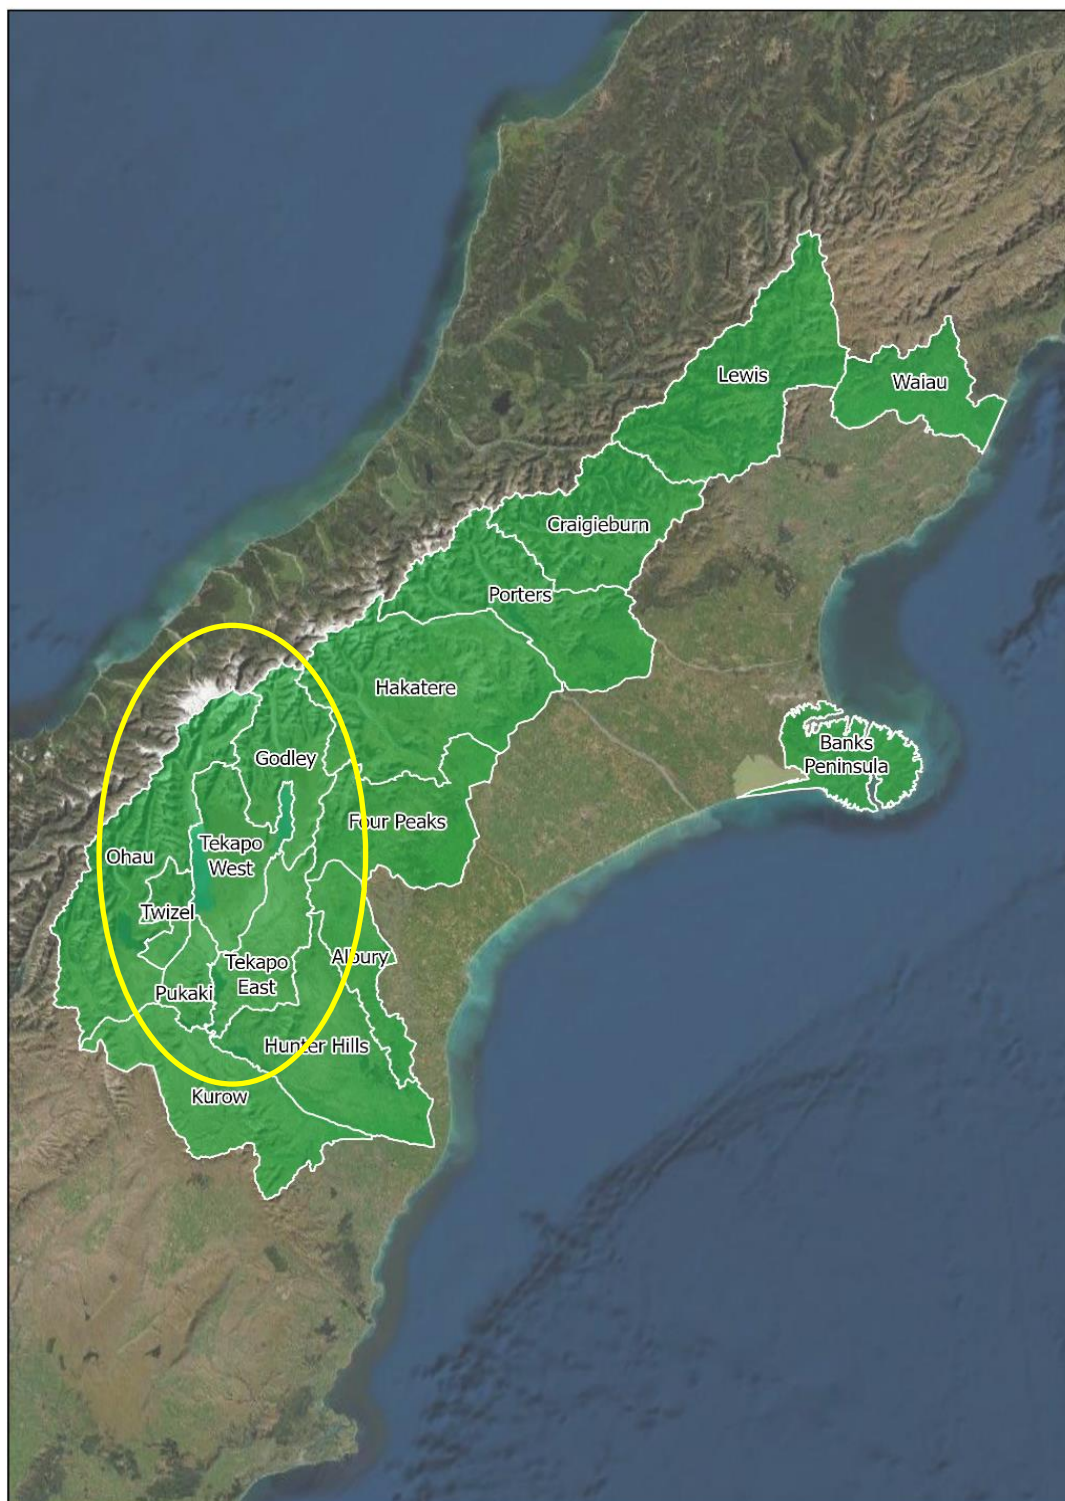 Lewis
Waiau
Craigieburn
Porters
Hakatere
Banks
Peninsula
Godley
Four Peaks
Tekapo
West
Ohau
Twizel
Albury
Tekapo
East
Pukaki
Hunter Hills
Kurow